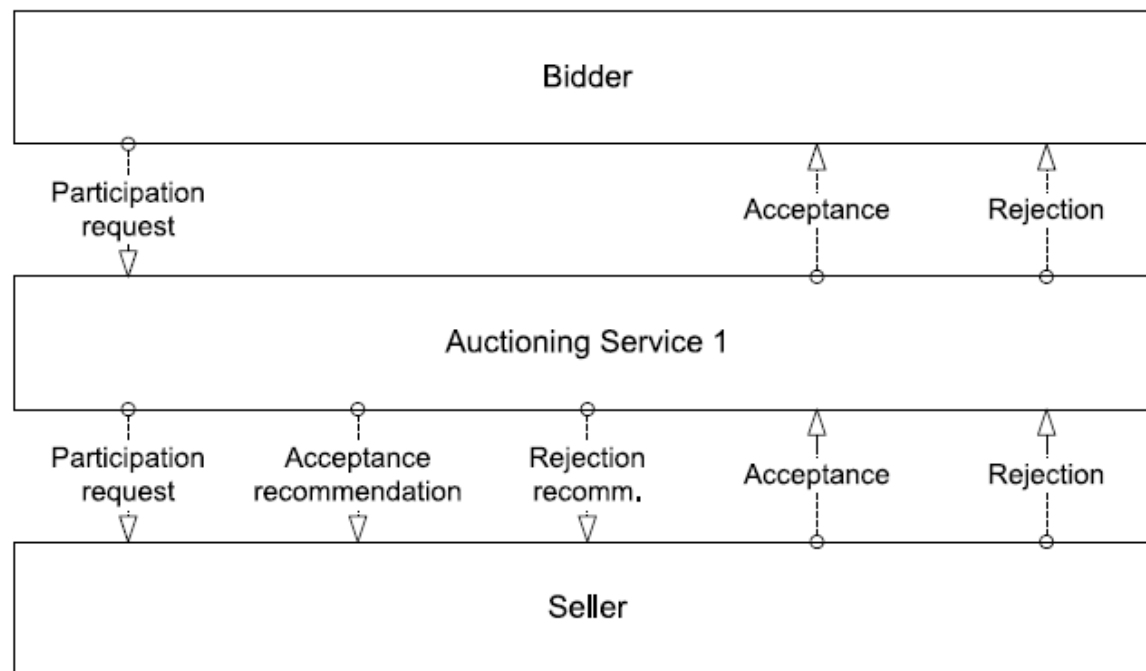 Bidder
Participation
request
Acceptance
Rejection
Auctioning Service 1
Participation
request
Acceptance
recommendation
Rejection
recomm.
Acceptance
Rejection
Seller